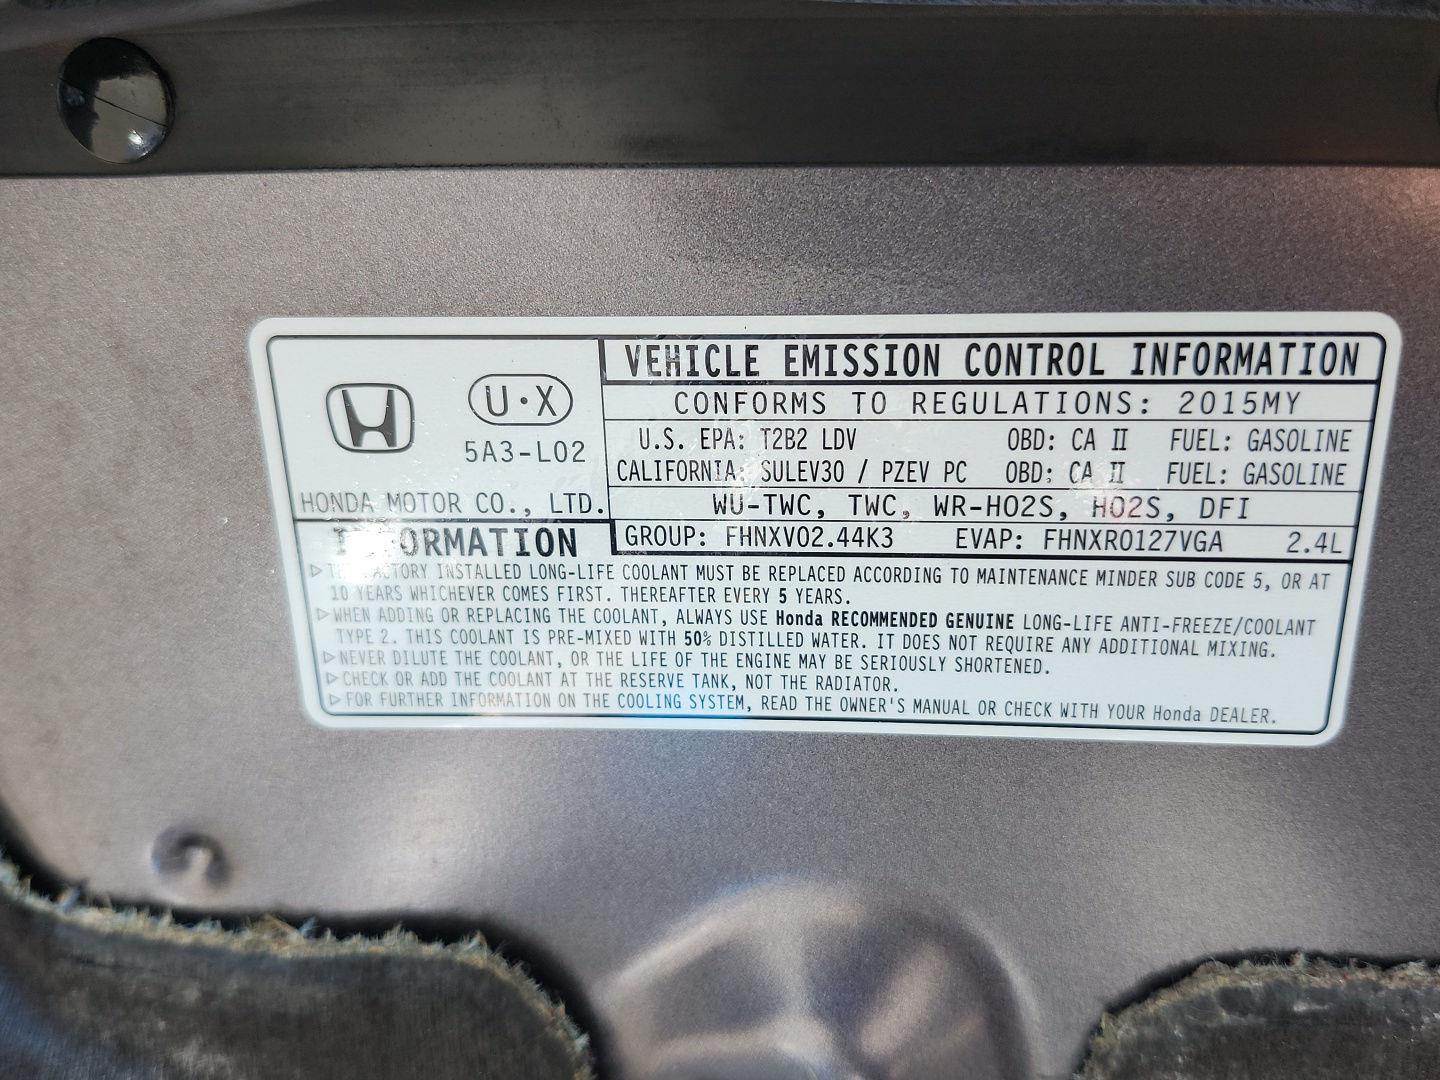 VEHICLE EMISSION CONTROL INFORMATION
U·X
5A3-L02
HONDA MOTOR CO., LTD.
CONFORMS TO REGULATIONS: 2015MY
U.S. EPA: T2B2 LDV OBD: CA II FUEL: GASOLINE
CALIFORNIA: SULEV30 / PZEV PC OBD: CA II FUEL: GASOLINE
WU-TWC, TWC, WR-HO2S, HO2S, DFI
GROUP: FHNXV02.44K3 EVAP: FHNXR0127VGA 2.4L
INFORMATION
▷THE FACTORY INSTALLED LONG-LIFE COOLANT MUST BE REPLACED ACCORDING TO MAINTENANCE MINDER SUB CODE 5, OR AT
10 YEARS WHICHEVER COMES FIRST. THEREAFTER EVERY 5 YEARS.
▷WHEN ADDING OR REPLACING THE COOLANT, ALWAYS USE Honda RECOMMENDED GENUINE LONG-LIFE ANTI-FREEZE/COOLANT
TYPE 2. THIS COOLANT IS PRE-MIXED WITH 50% DISTILLED WATER. IT DOES NOT REQUIRE ANY ADDITIONAL MIXING.
▷NEVER DILUTE THE COOLANT, OR THE LIFE OF THE ENGINE MAY BE SERIOUSLY SHORTENED.
▷CHECK OR ADD THE COOLANT AT THE RESERVE TANK, NOT THE RADIATOR.
▷FOR FURTHER INFORMATION ON THE COOLING SYSTEM, READ THE OWNER'S MANUAL OR CHECK WITH YOUR Honda DEALER.